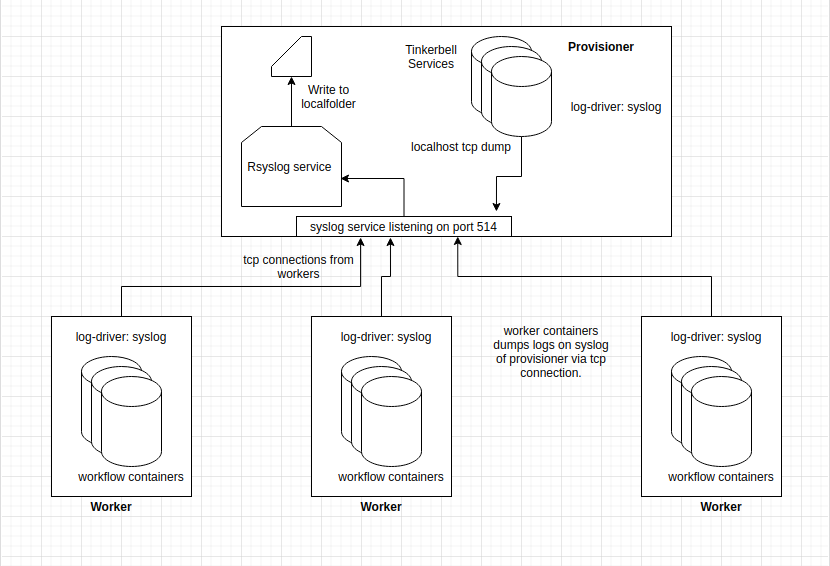 Tinkerbell
Services
Provisioner
Write to
localfolder
log-driver: syslog
localhost tcp dump
Rsyslog service
syslog service listening on port 514
tcp connections from
workers
log-driver: syslog
workflow containers
Worker
log-driver: syslog
workflow containers
Worker
worker containers
dumps logs on syslog
of provisioner via tcp
connection.
log-driver: syslog
workflow containers
Worker